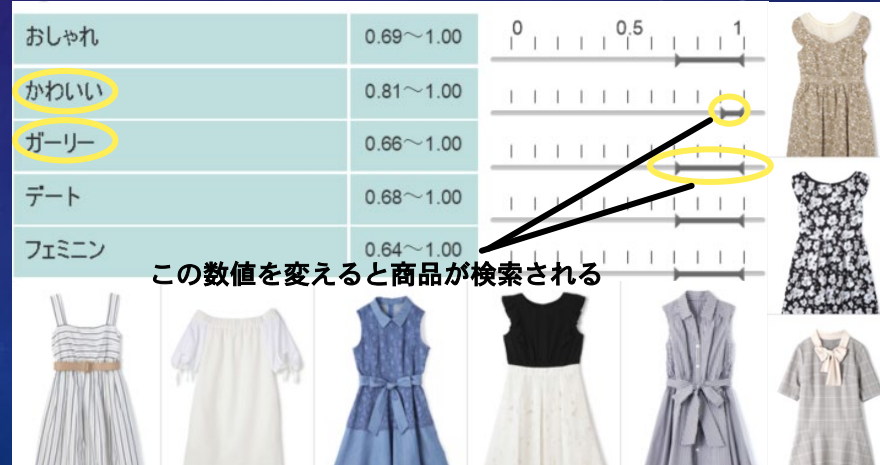 おしゃれ 0.69～1.00 0 0.5 1
かわいい 0.81～1.00
ガーリー 0.66～1.00
デート 0.68～1.00
フェミニン 0.64～1.00
この数値を変えると商品が検索される